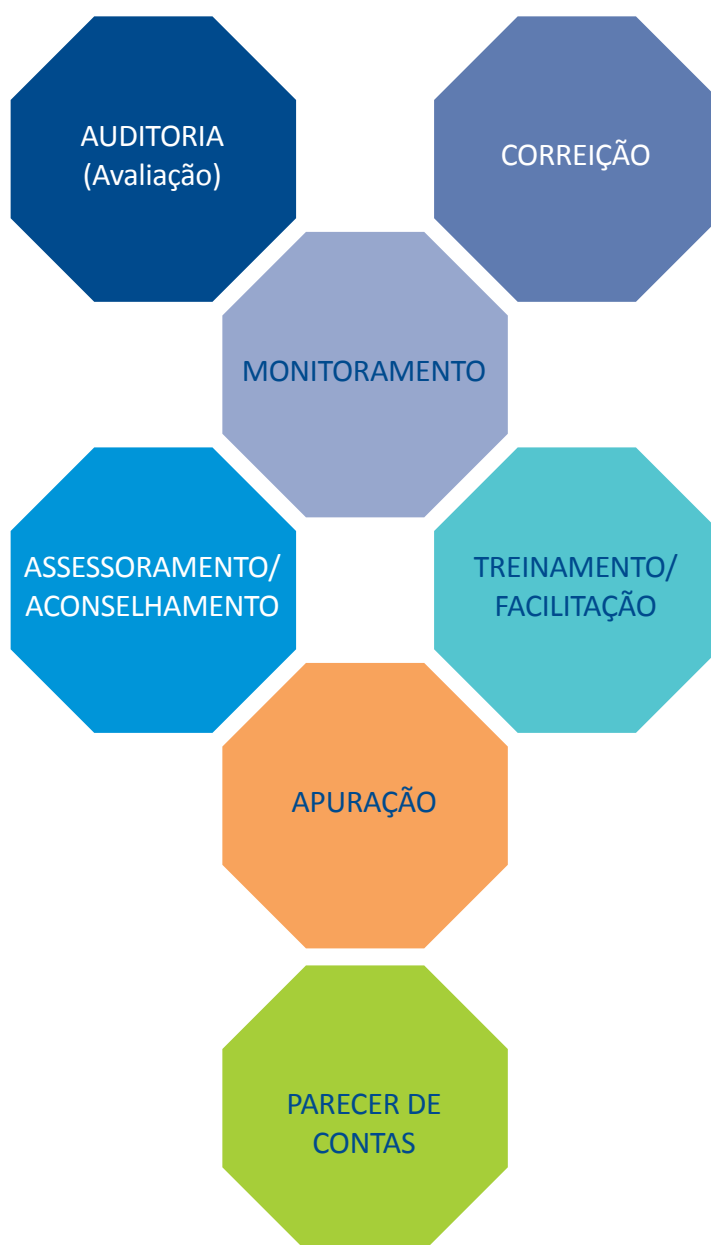 AUDITORIA
(Avaliação)
CORREIÇÃO
MONITORAMENTO
ASSESSORAMENTO/
ACONSELHAMENTO
TREINAMENTO/
FACILITAÇÃO
APURAÇÃO
PARECER DE
CONTAS